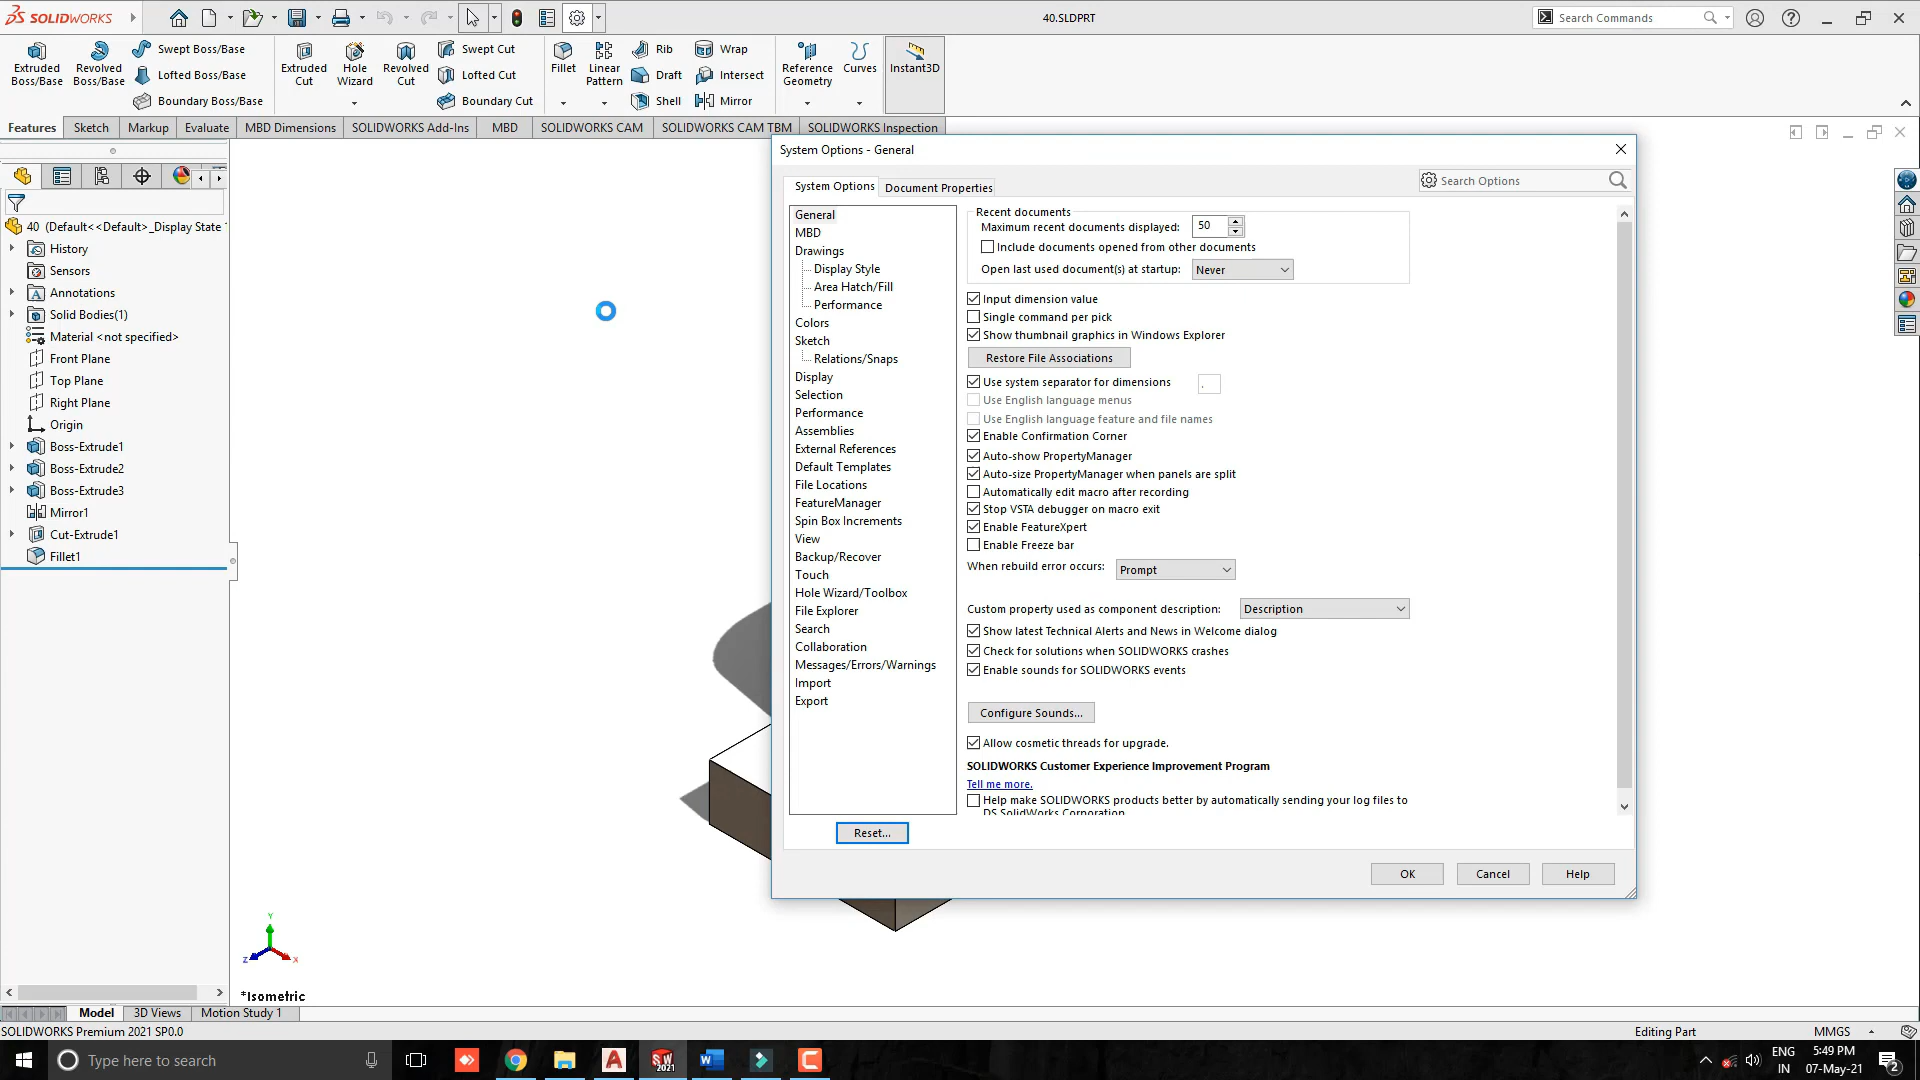 SOLIDWORKS
40.SLDPRT
Search Commands
Extruded Boss/Base
Revolved Boss/Base
Swept Boss/Base
Lofted Boss/Base
Boundary Boss/Base
Extruded Cut
Hole Wizard
Revolved Cut
Swept Cut
Lofted Cut
Boundary Cut
Fillet
Linear Pattern
Rib
Draft
Shell
Wrap
Intersect
Mirror
Reference Geometry
Curves
Instant3D
Features
Sketch
Markup
Evaluate
MBD Dimensions
SOLIDWORKS Add-Ins
MBD
SOLIDWORKS CAM
SOLIDWORKS CAM TBM
SOLIDWORKS Inspection
40 (Default<<Default>_Display State
History
Sensors
Annotations
Solid Bodies(1)
Material <not specified>
Front Plane
Top Plane
Right Plane
Origin
Boss-Extrude1
Boss-Extrude2
Boss-Extrude3
Mirror1
Cut-Extrude1
Fillet1
System Options - General
System Options
Document Properties
Search Options
General
MBD
Drawings
Display Style
Area Hatch/Fill
Performance
Colors
Sketch
Relations/Snaps
Display
Selection
Performance
Assemblies
External References
Default Templates
File Locations
FeatureManager
Spin Box Increments
View
Backup/Recover
Touch
Hole Wizard/Toolbox
File Explorer
Search
Collaboration
Messages/Errors/Warnings
Import
Export
Reset...
Recent documents
Maximum recent documents displayed: 50
Include documents opened from other documents
Open last used document(s) at startup: Never
Input dimension value
Single command per pick
Show thumbnail graphics in Windows Explorer
Restore File Associations
Use system separator for dimensions .
Use English language menus
Use English language feature and file names
Enable Confirmation Corner
Auto-show PropertyManager
Auto-size PropertyManager when panels are split
Automatically edit macro after recording
Stop VSTA debugger on macro exit
Enable FeatureXpert
Enable Freeze bar
When rebuild error occurs: Prompt
Custom property used as component description: Description
Show latest Technical Alerts and News in Welcome dialog
Check for solutions when SOLIDWORKS crashes
Enable sounds for SOLIDWORKS events
Configure Sounds...
Allow cosmetic threads for upgrade.
SOLIDWORKS Customer Experience Improvement Program
Tell me more.
Help make SOLIDWORKS products better by automatically sending your log files to
DS SolidWorks Corporation
OK
Cancel
Help
Y
Z
X
*Isometric
Model
3D Views
Motion Study 1
SOLIDWORKS Premium 2021 SP0.0
Editing Part
MMGS
Type here to search
SW 2021
ENG
IN
5:49 PM
07-May-21
2